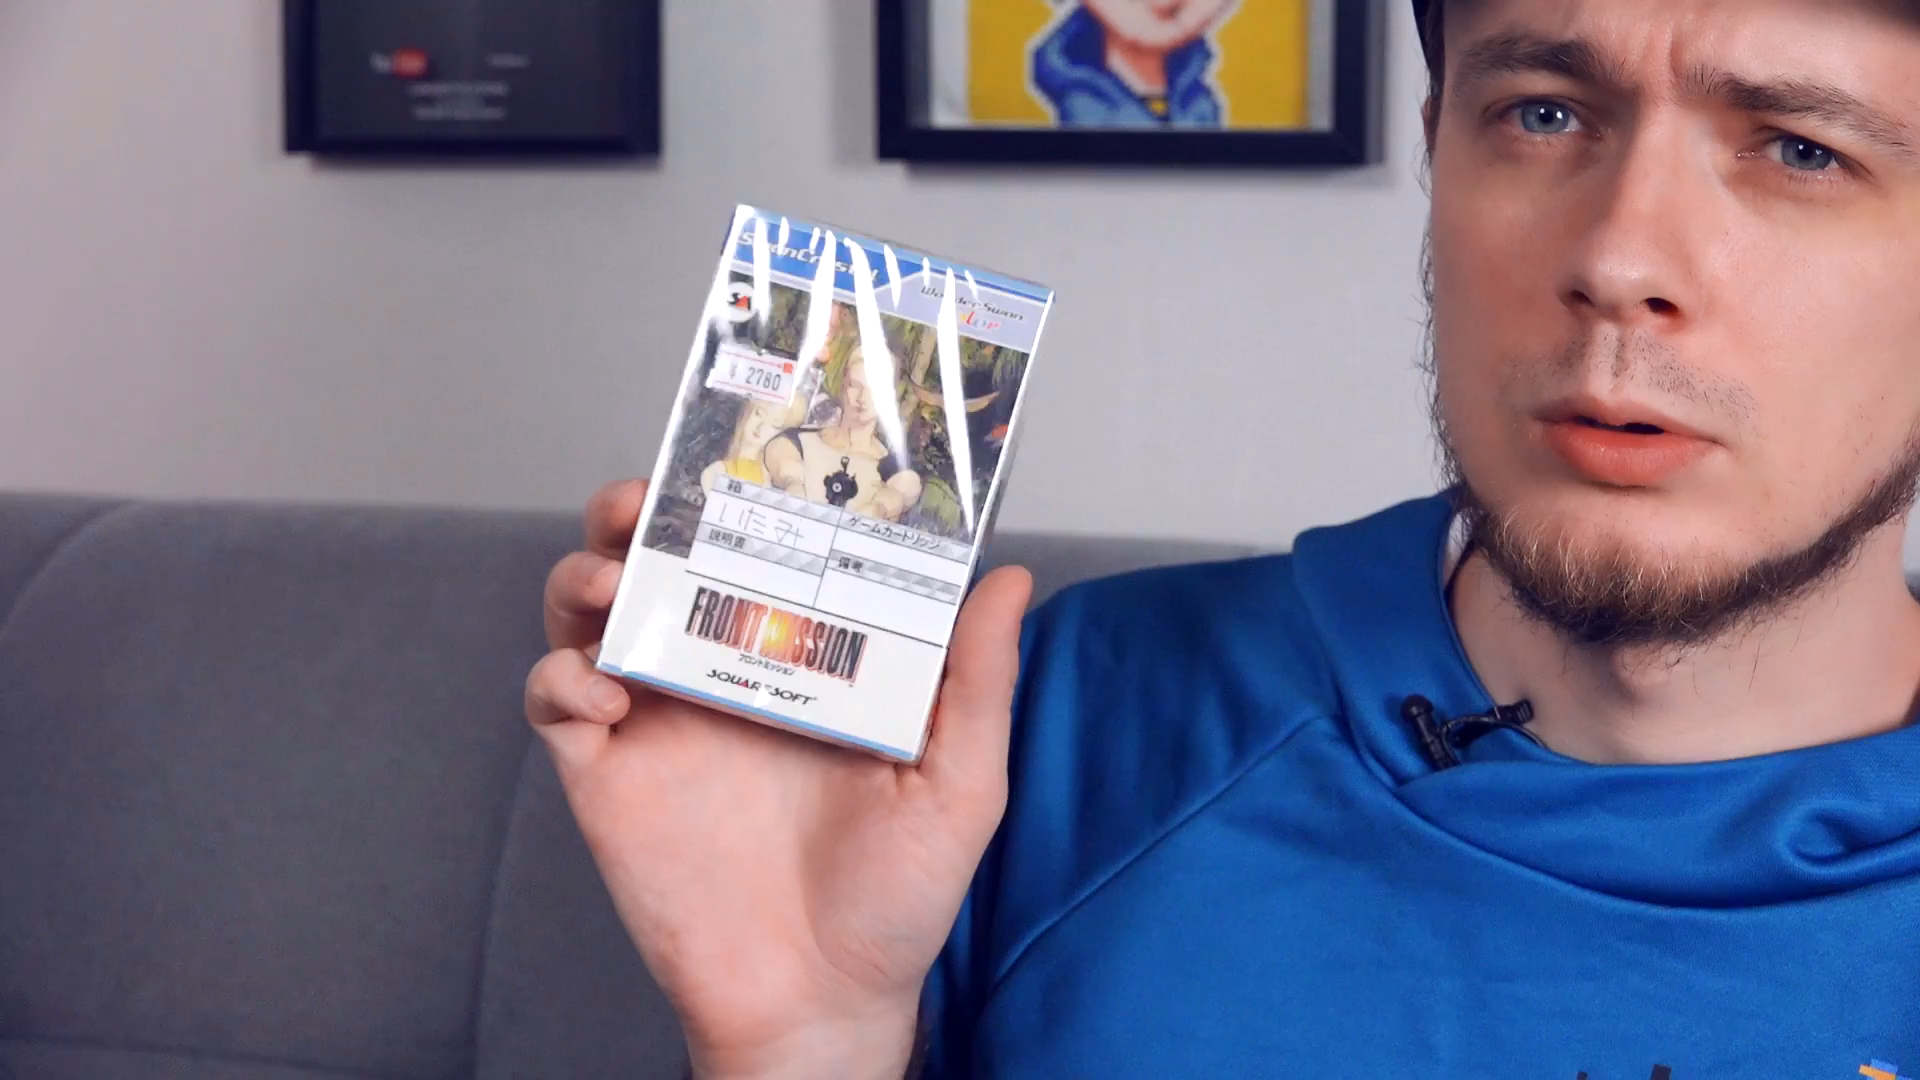 SwanCrystal
WonderSwan
Color
¥ 2780
箱
いたみ
ゲームカートリッジ
説明書
備考
FRONT MISSION
フロントミッション
SQUARESOFT